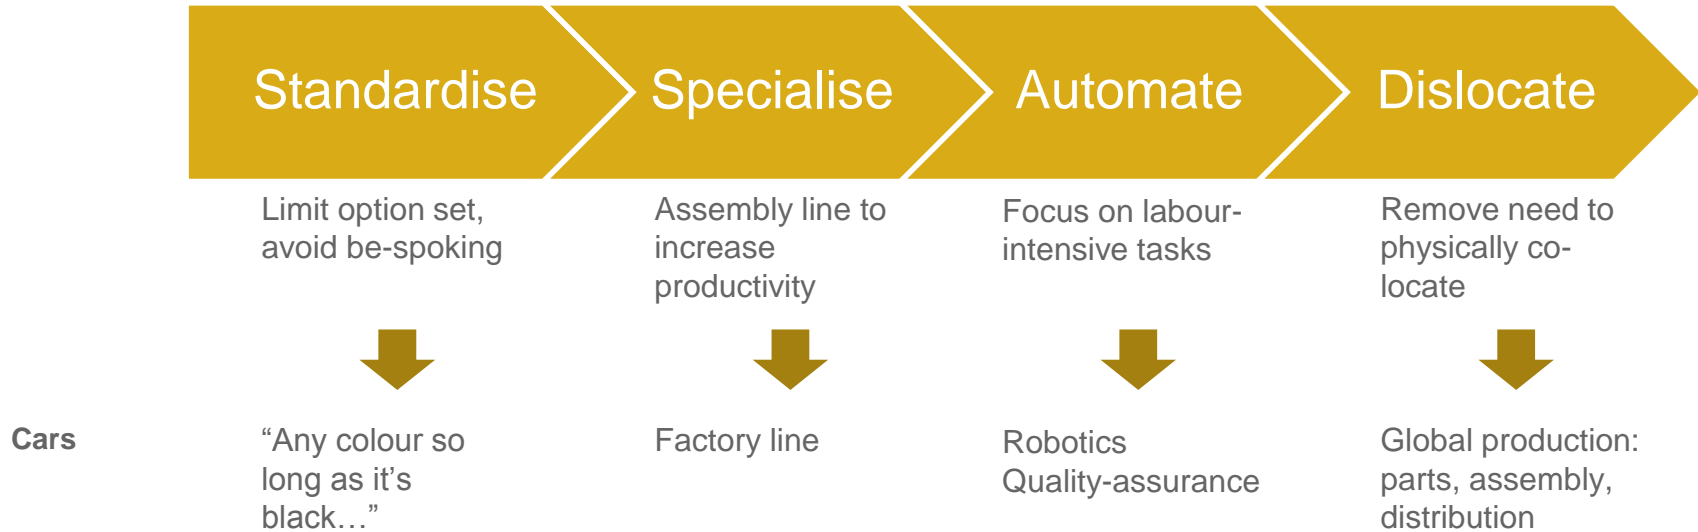 Standardise
Specialise
Automate
Dislocate
Limit option set,
avoid be-spoking
Assembly line to
increase
productivity
Focus on labour-
intensive tasks
Remove need to
physically co-
locate
Cars
“Any colour so
long as it’s
black…”
Factory line
Robotics
Quality-assurance
Global production:
parts, assembly,
distribution